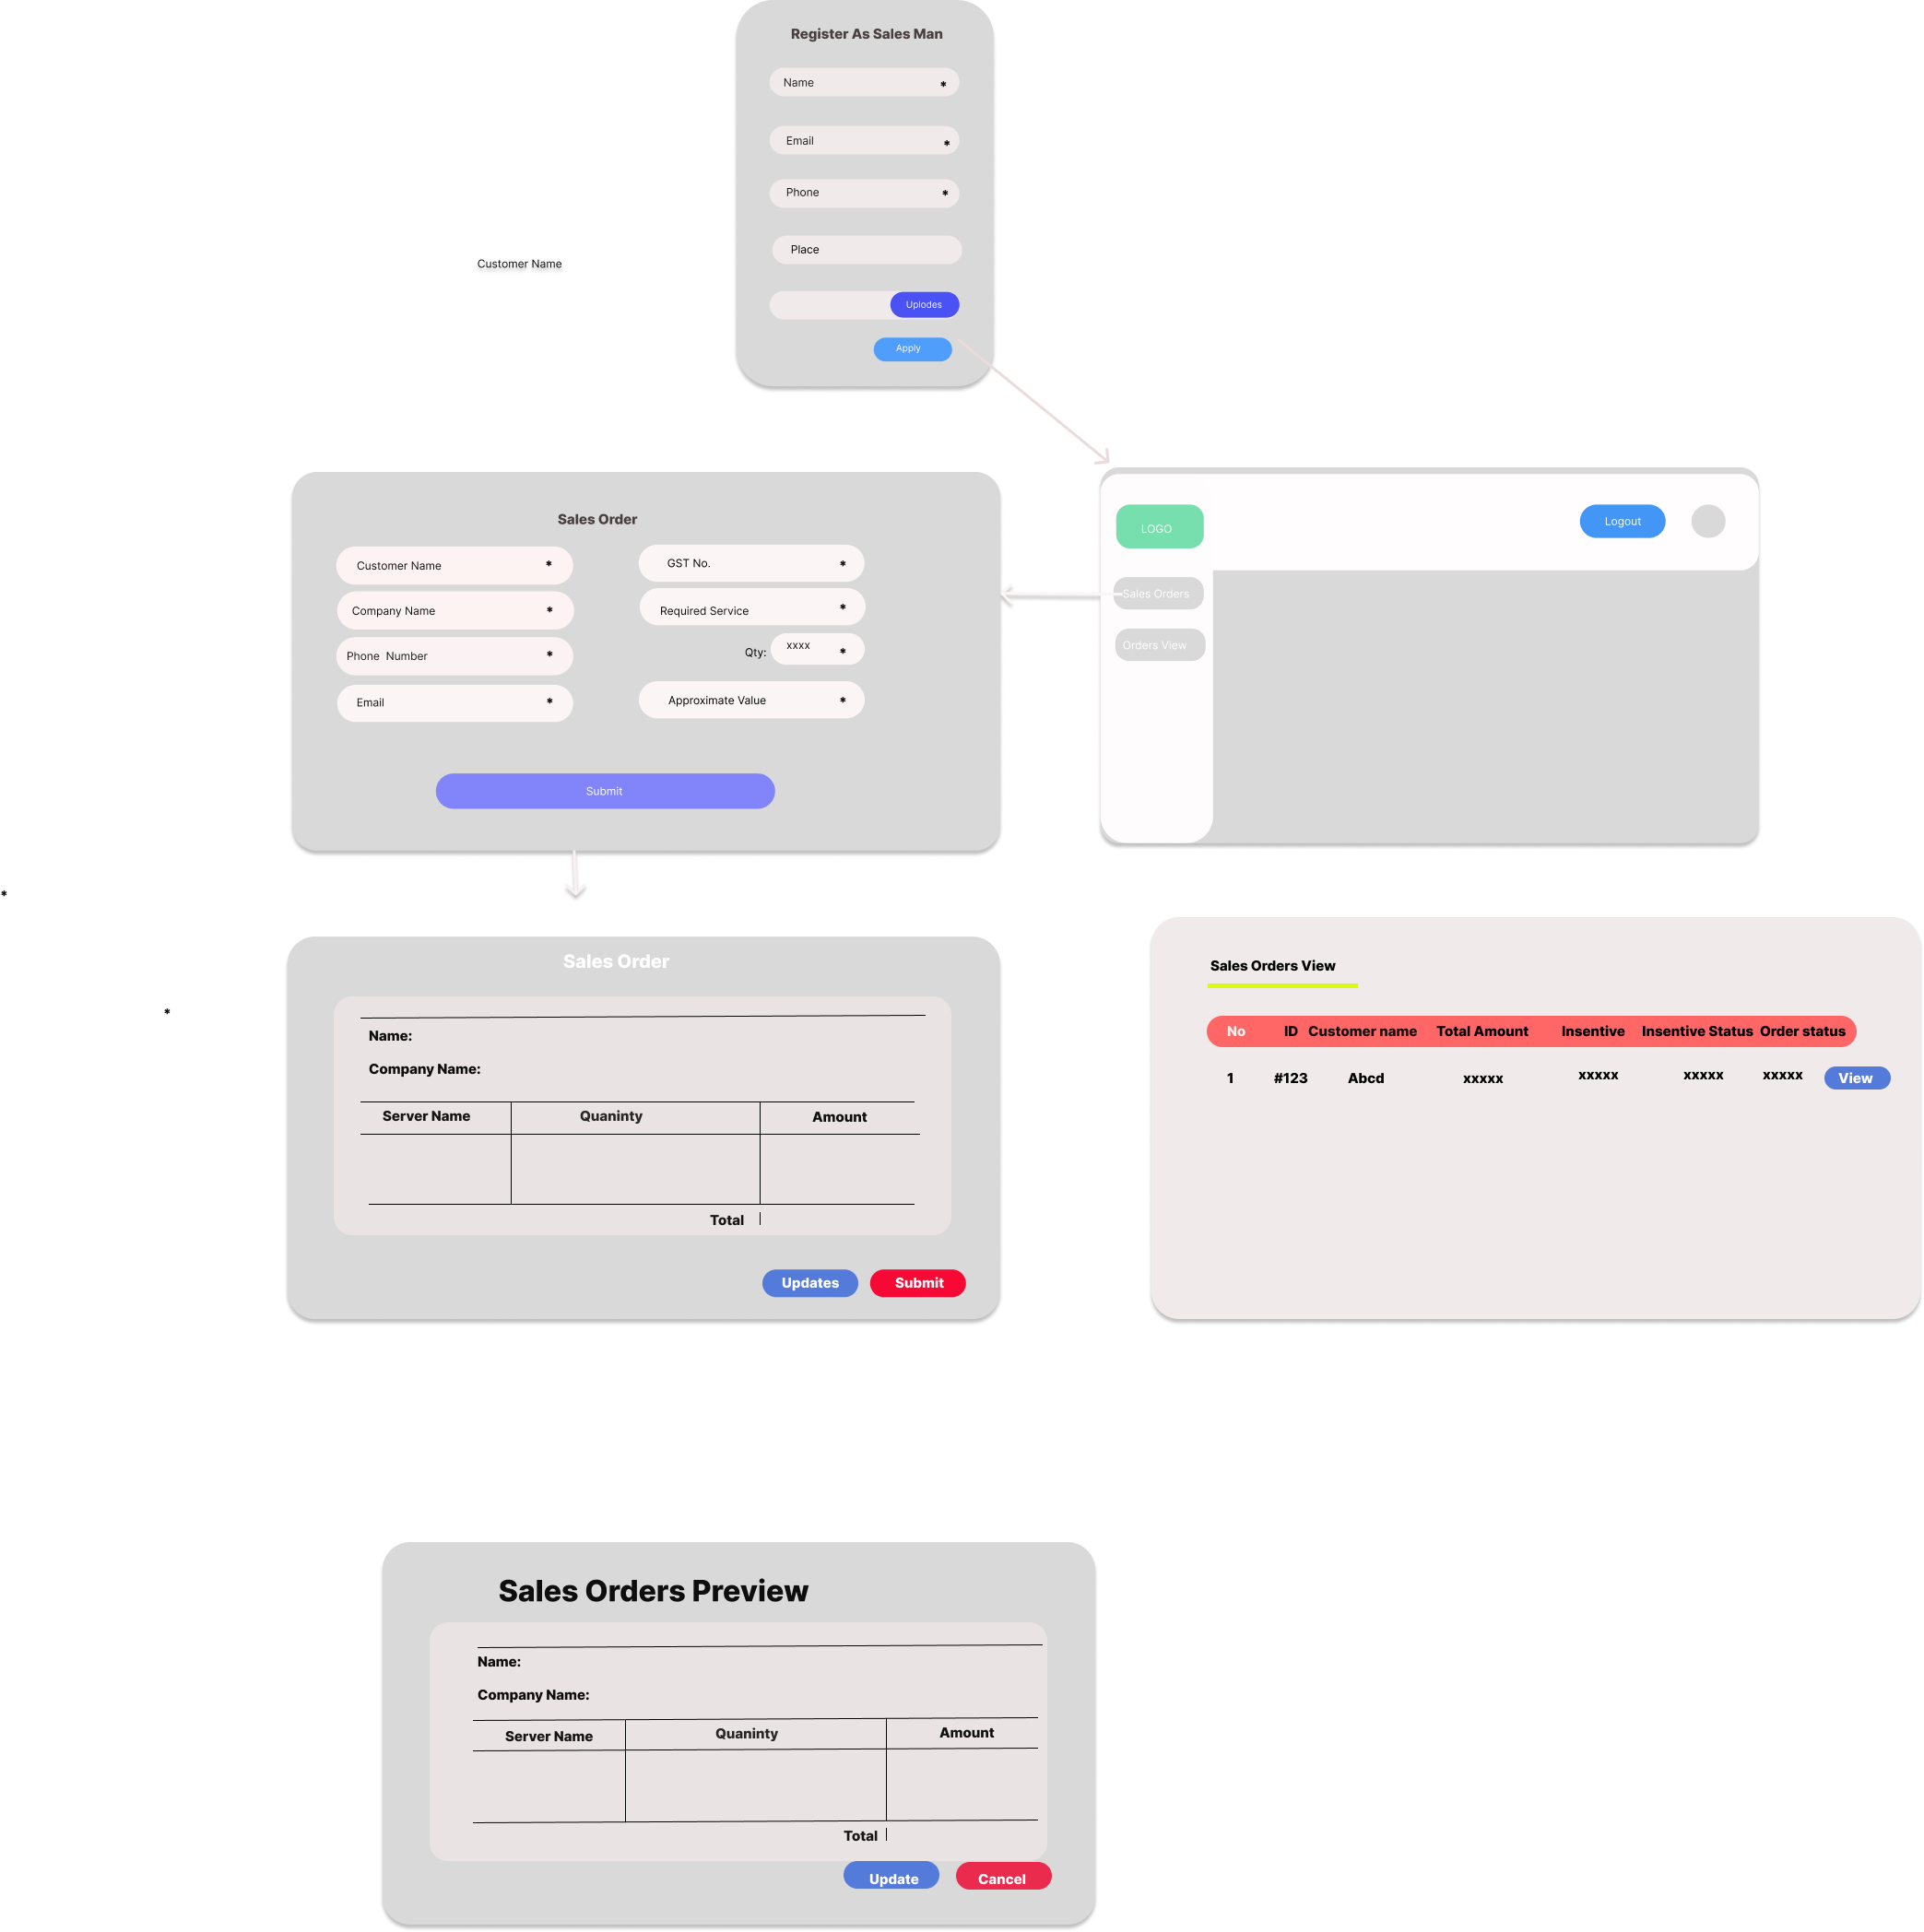 Register As Sales Man
Name *
Email *
Phone *
Place
Uplodes
Apply
Customer Name
Sales Order
Customer Name *
Company Name *
Phone Number *
Email *
GST No. *
Required Service *
Qty: xxxx *
Approximate Value *
Submit
LOGO
Logout
Sales Orders
Orders View
*
*
Sales Order
Name:
Company Name:
Server Name Quaninty Amount
Total
Updates Submit
Sales Orders View
No ID Customer name Total Amount Insentive Insentive Status Order status
1 #123 Abcd xxxxx xxxxx xxxxx xxxxx View
Sales Orders Preview
Name:
Company Name:
Server Name Quaninty Amount
Total
Update Cancel